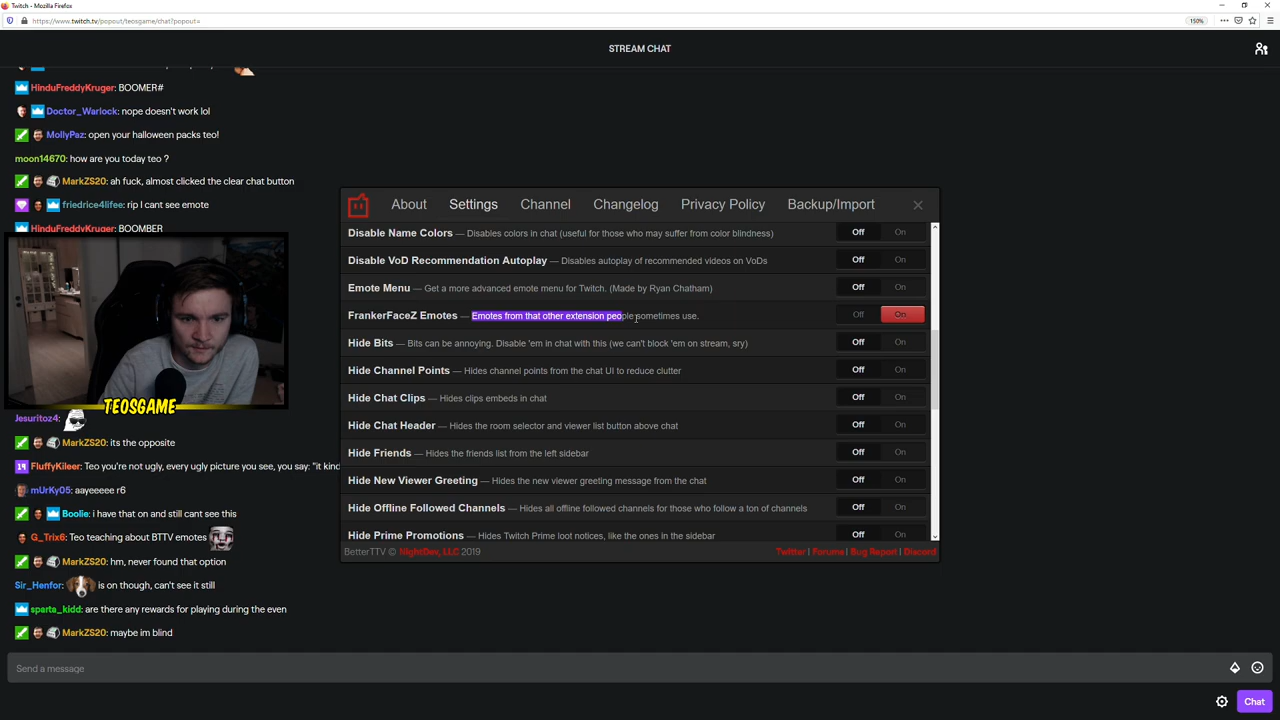 Twitch - Mozilla Firefox
https://www.twitch.tv/popout/teosgame/chat?popout=
150%
STREAM CHAT
HinduFreddyKruger: BOOMER#
Doctor_Warlock: nope doesn't work lol
MollyPaz: open your halloween packs teo!
moon14670: how are you today teo ?
MarkZS20: ah fuck, almost clicked the clear chat button
friedrice4lifee: rip I cant see emote
HinduFreddyKruger: BOOMBER
TEOSGAME
Jesuritoz4:
MarkZS20: its the opposite
FluffyKileer: Teo you're not ugly, every ugly picture you see, you say: "it kind
mUrKy05: aayeeeee r6
Boolie: i have that on and still cant see this
G_Trix6: Teo teaching about BTTV emotes
MarkZS20: hm, never found that option
Sir_Henfor: is on though, can't see it still
sparta_kidd: are there any rewards for playing during the even
MarkZS20: maybe im blind
About Settings Channel Changelog Privacy Policy Backup/Import
Disable Name Colors — Disables colors in chat (useful for those who may suffer from color blindness) Off On
Disable VoD Recommendation Autoplay — Disables autoplay of recommended videos on VoDs Off On
Emote Menu — Get a more advanced emote menu for Twitch. (Made by Ryan Chatham) Off On
FrankerFaceZ Emotes — Emotes from that other extension people sometimes use. Off On
Hide Bits — Bits can be annoying. Disable 'em in chat with this (we can't block 'em on stream, sry) Off On
Hide Channel Points — Hides channel points from the chat UI to reduce clutter Off On
Hide Chat Clips — Hides clips embeds in chat Off On
Hide Chat Header — Hides the room selector and viewer list button above chat Off On
Hide Friends — Hides the friends list from the left sidebar Off On
Hide New Viewer Greeting — Hides the new viewer greeting message from the chat Off On
Hide Offline Followed Channels — Hides all offline followed channels for those who follow a ton of channels Off On
Hide Prime Promotions — Hides Twitch Prime loot notices, like the ones in the sidebar Off On
BetterTTV © NightDev, LLC 2019 Twitter | Forums | Bug Report | Discord
Send a message
Chat